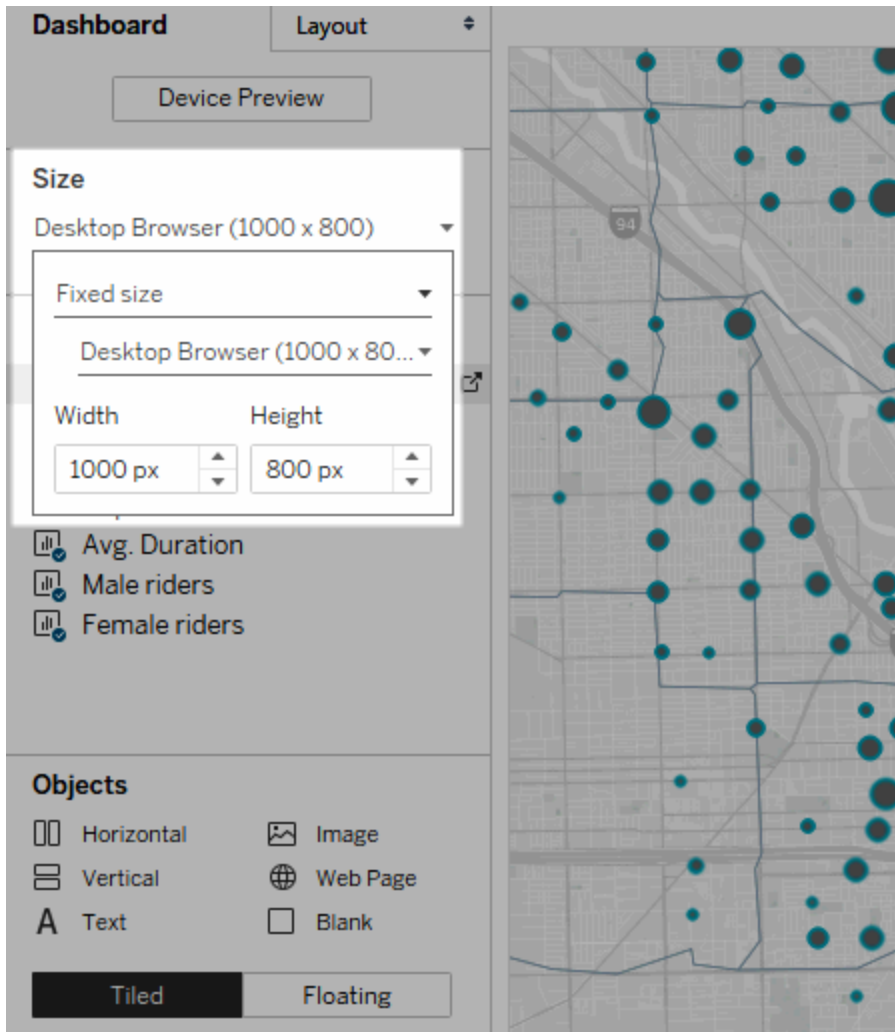 Dashboard
Layout
Device Preview
Size
Desktop Browser (1000 x 800)
Fixed size
Desktop Browser (1000 x 80...
Width Height
1000 px 800 px
Avg. Duration
Male riders
Female riders
Objects
Horizontal Image
Vertical Web Page
A Text Blank
Tiled Floating
94